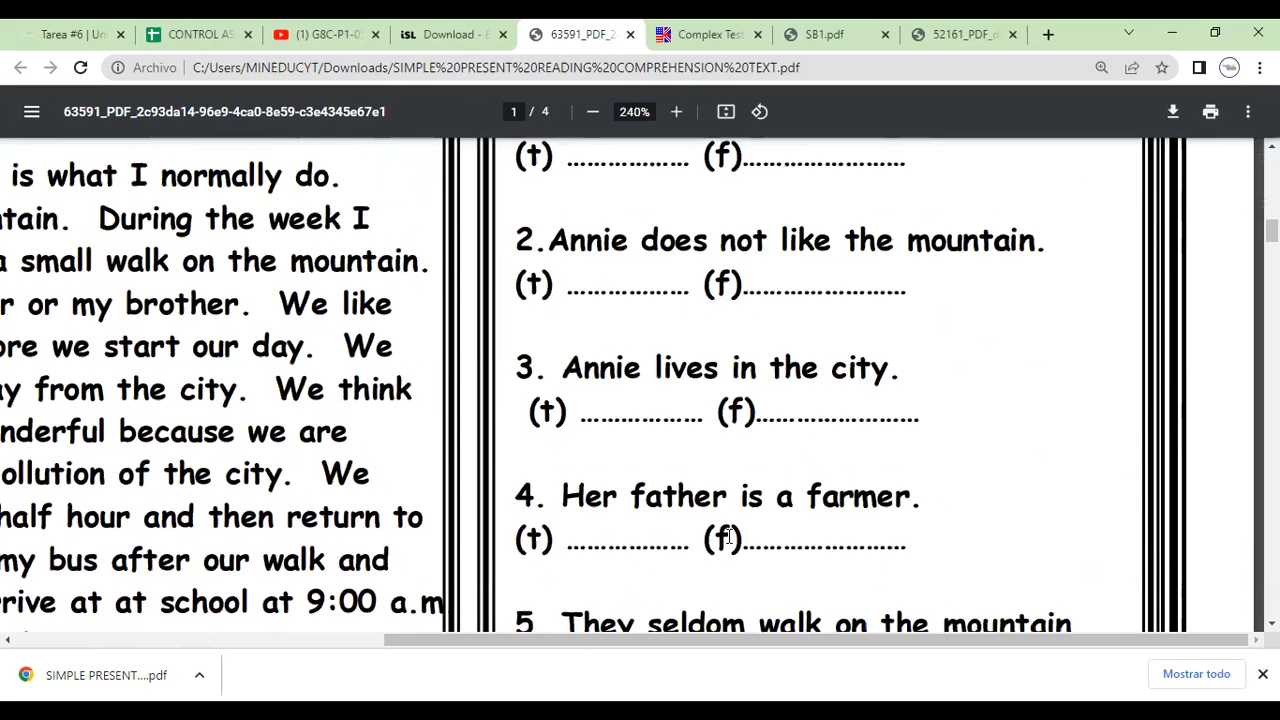 Tarea #6 | Un
CONTROL AS
(1) G8C-P1-0
iSL Download - E
63591_PDF_2
Complex Test
SB1.pdf
52161_PDF_d
Archivo C:/Users/MINEDUCYT/Downloads/SIMPLE%20PRESENT%20READING%20COMPREHENSION%20TEXT.pdf
63591_PDF_2c93da14-96e9-4ca0-8e59-c3e4345e67e1
1 / 4
240%
is what I normally do.
ntain. During the week I
a small walk on the mountain.
r or my brother. We like
ore we start our day. We
ay from the city. We think
nderful because we are
ollution of the city. We
half hour and then return to
my bus after our walk and
rrive at at school at 9:00 a.m
(t) .................. (f).......................
2.Annie does not like the mountain.
(t) .................. (f).......................
3. Annie lives in the city.
(t) .................. (f).......................
4. Her father is a farmer.
(t) .................. (f).......................
5 They seldom walk on the mountain
SIMPLE PRESENT....pdf
Mostrar todo